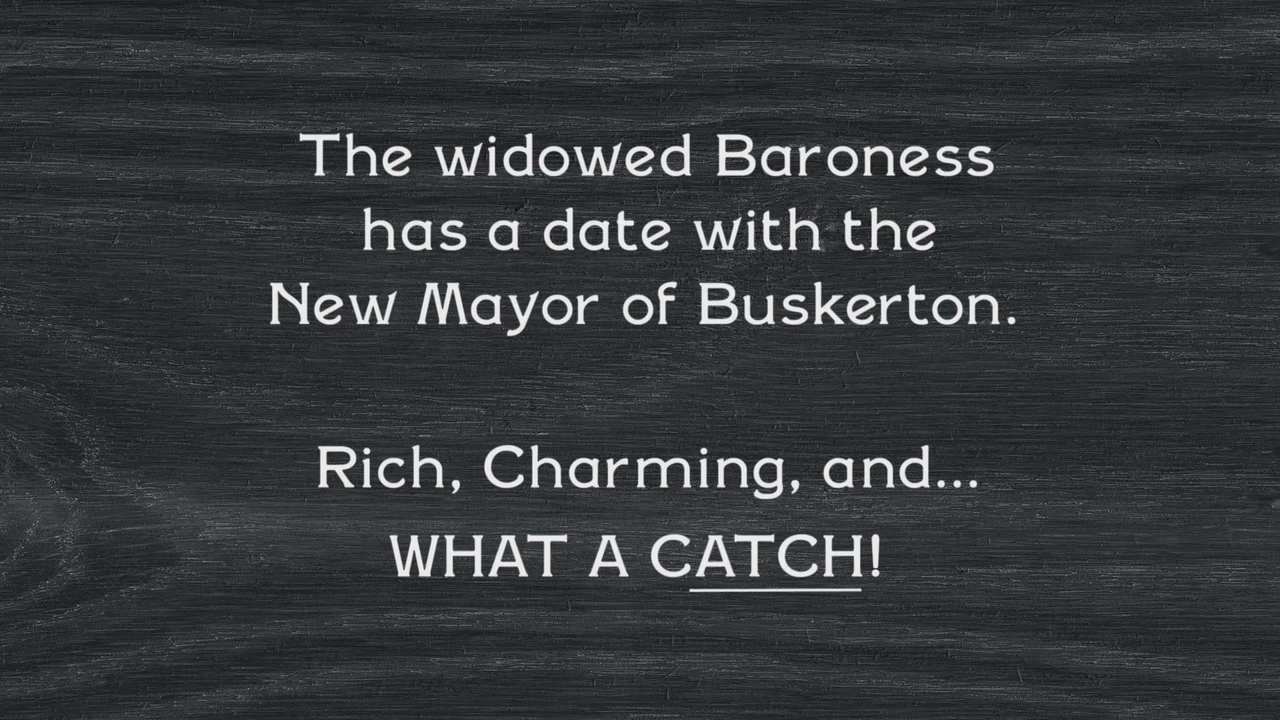 The widowed Baroness
has a date with the
New Mayor of Buskerton.
Rich, Charming, and...
WHAT A CATCH!